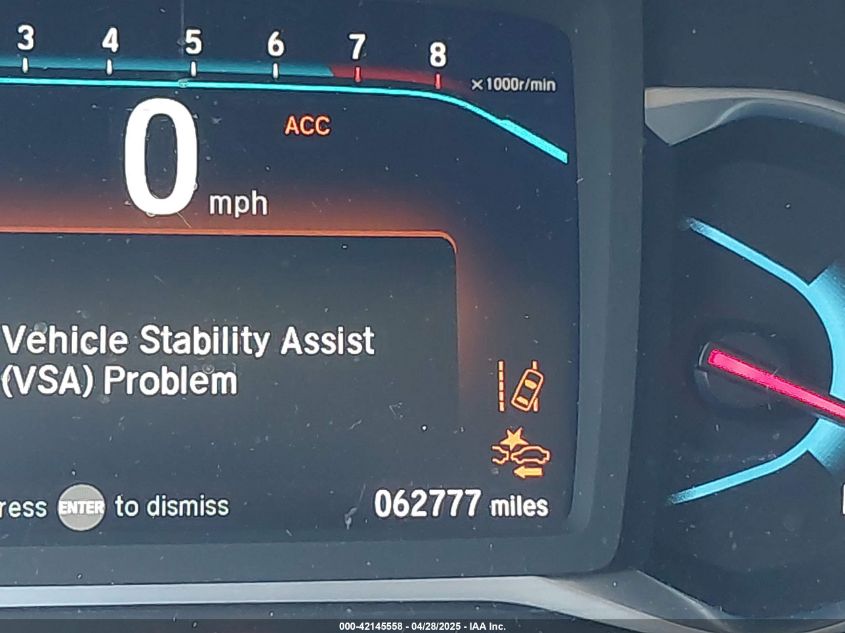 3 4 5 6 7 8
x1000r/min
ACC
0 mph
Vehicle Stability Assist
(VSA) Problem
ress ENTER to dismiss
062777 miles
000-42145558 - 04/28/2025 - IAA Inc.